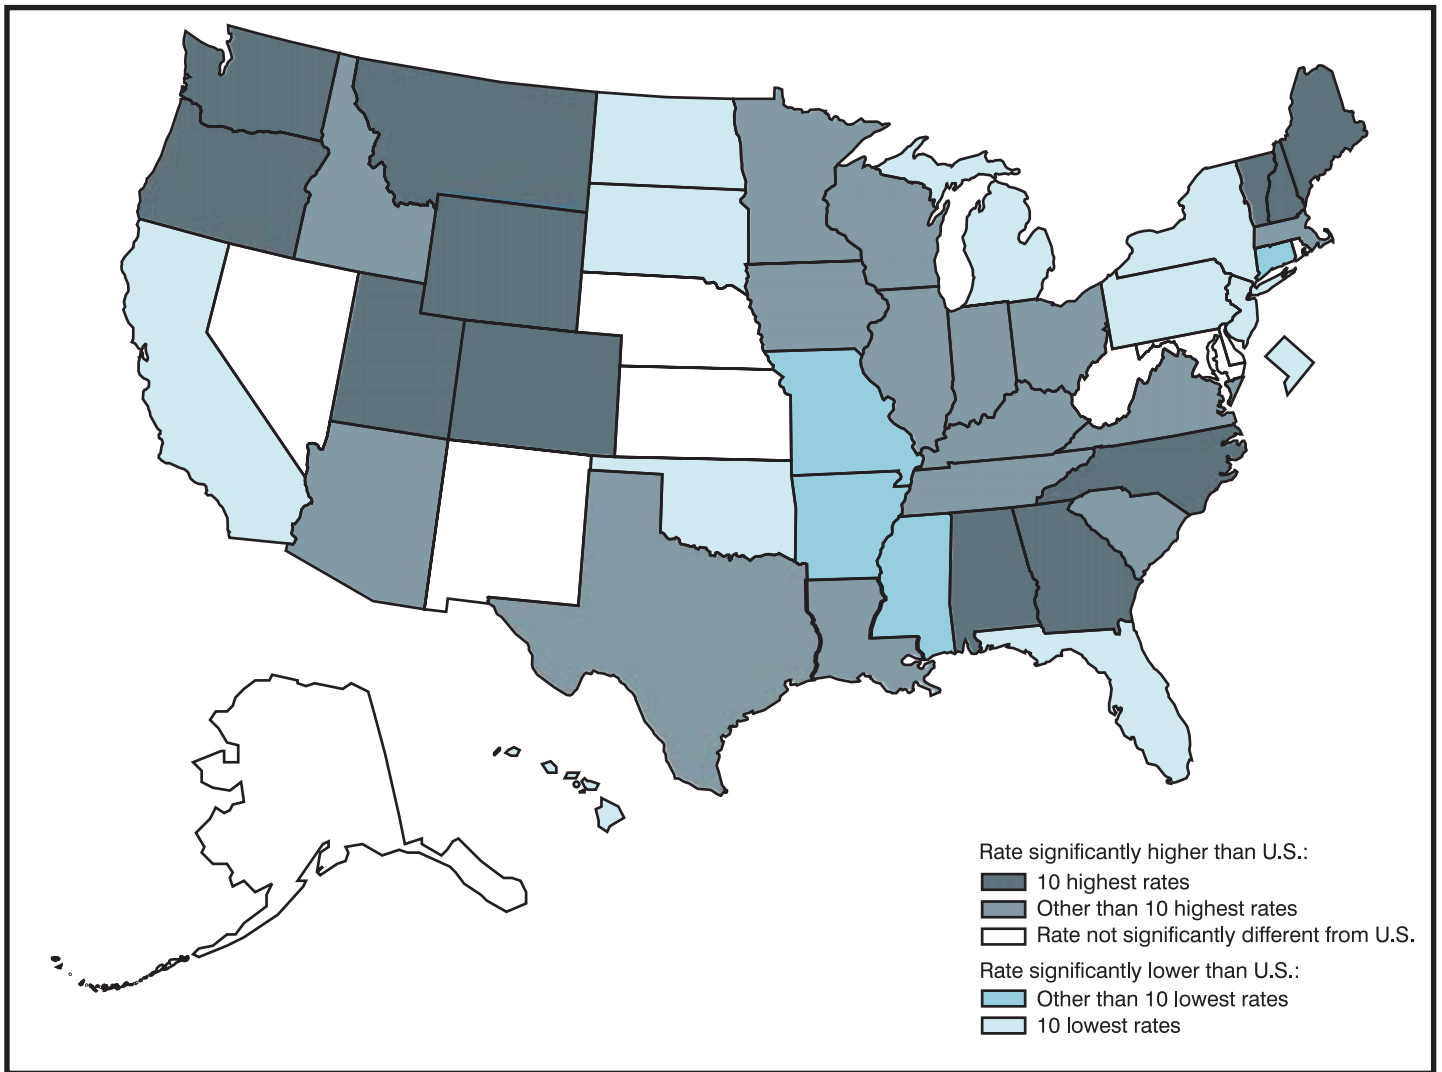 Rate significantly higher than U.S.:
10 highest rates
Other than 10 highest rates
Rate not significantly different from U.S.
Rate significantly lower than U.S.:
Other than 10 lowest rates
10 lowest rates